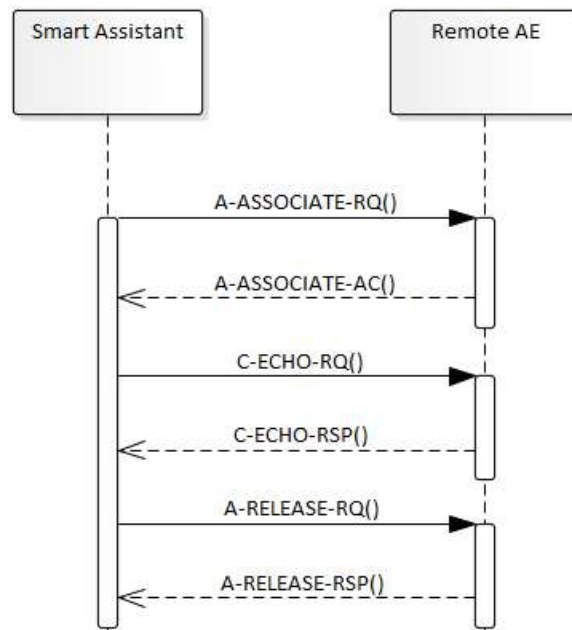 Smart Assistant
Remote AE
A-ASSOCIATE-RQ()
A-ASSOCIATE-AC()
C-ECHO-RQ()
C-ECHO-RSP()
A-RELEASE-RQ()
A-RELEASE-RSP()